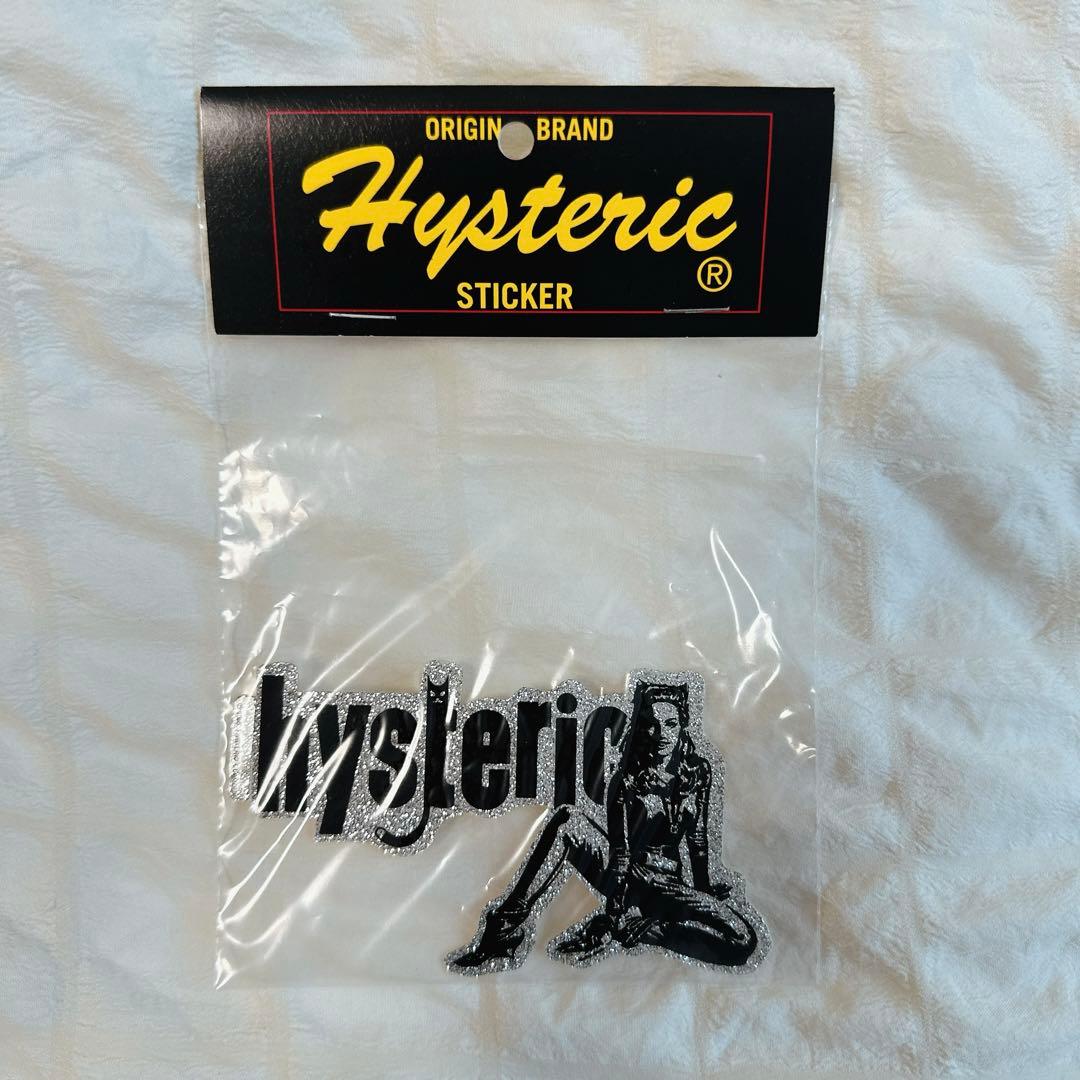 ORIGIN BRAND
Hysteric
®
STICKER
hysteric